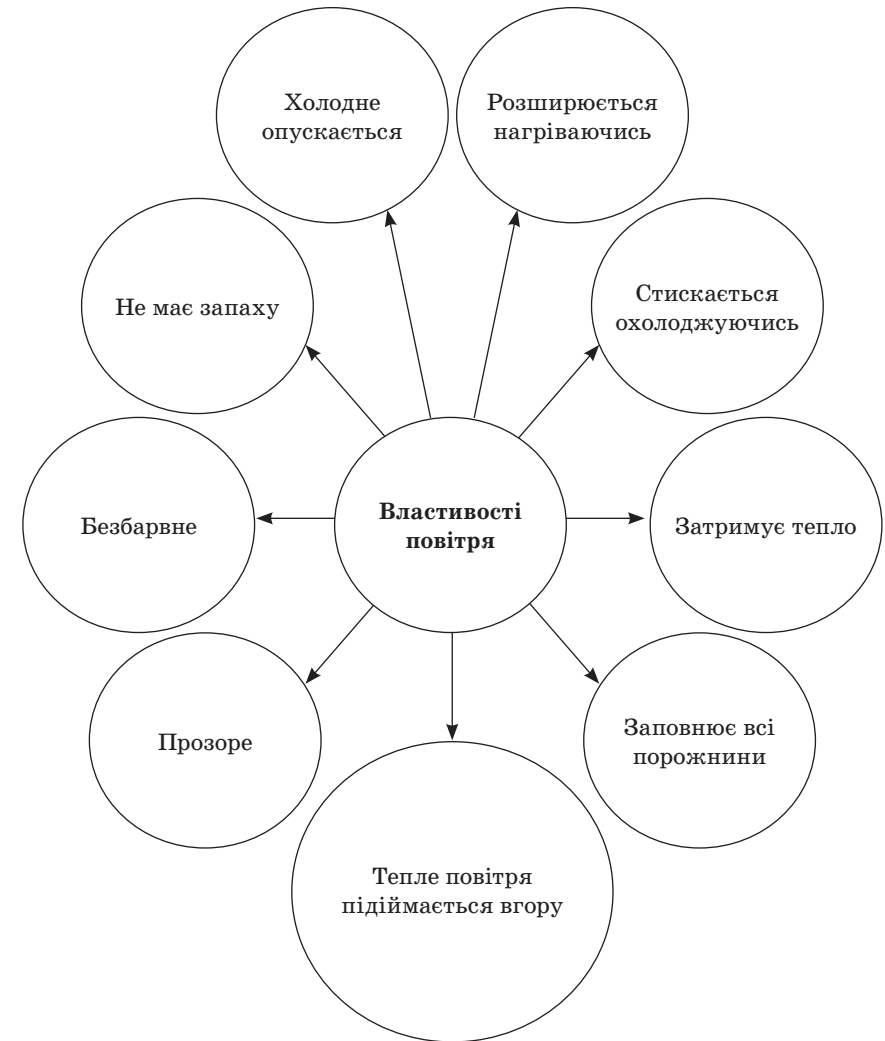 Холодне
опускається
Розширюється
нагріваючись
Не має запаху
Стискається
охолоджуючись
Безбарвне
Властивості
повітря
Затримує тепло
Прозоре
Заповнює всі
порожнини
Тепле повітря
підіймається вгору